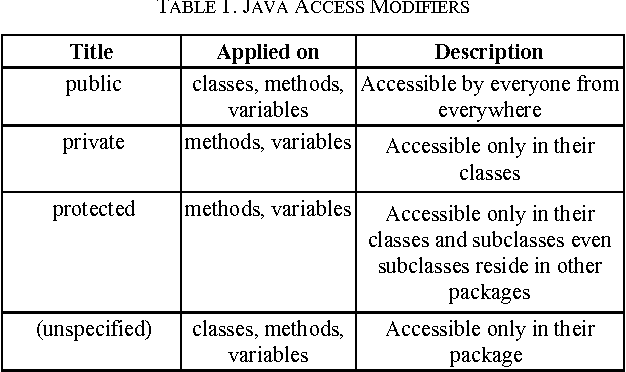 TABLE 1. JAVA ACCESS MODIFIERS
Title Applied on Description
public classes, methods, variables Accessible by everyone from everywhere
private methods, variables Accessible only in their classes
protected methods, variables Accessible only in their classes and subclasses even subclasses reside in other packages
(unspecified) classes, methods, variables Accessible only in their package